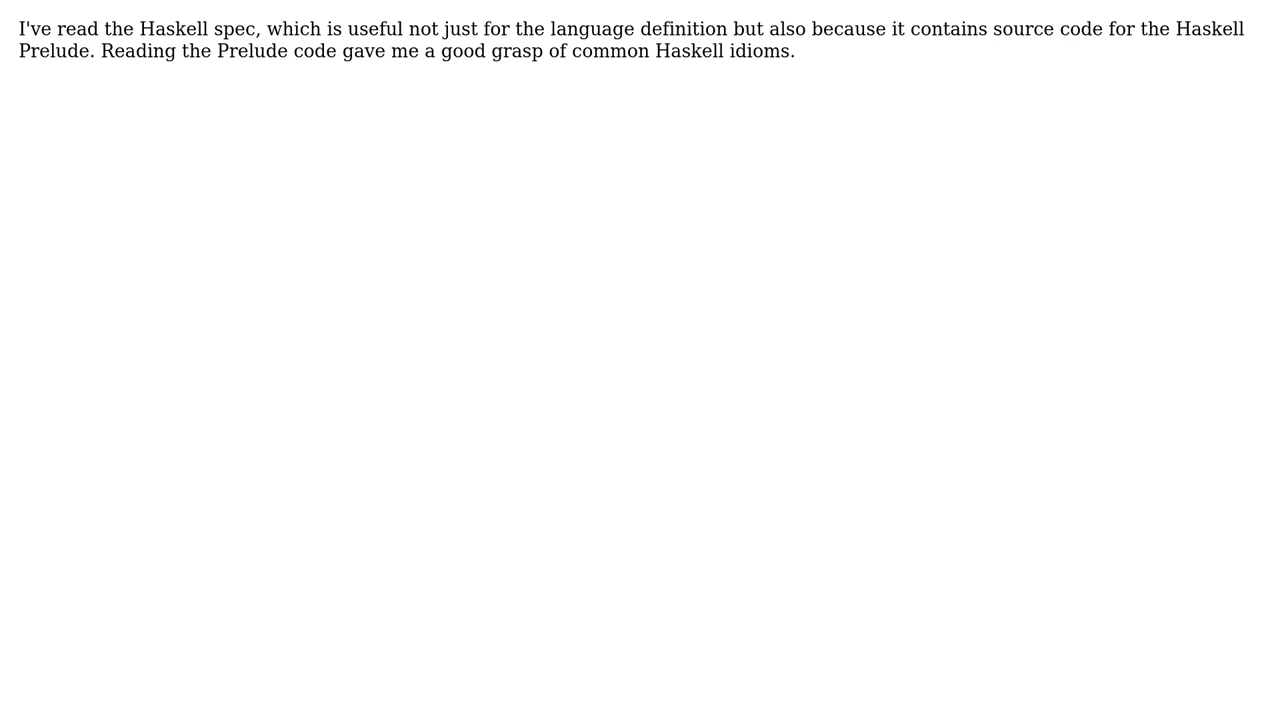 I've read the Haskell spec, which is useful not just for the language definition but also because it contains source code for the Haskell
Prelude. Reading the Prelude code gave me a good grasp of common Haskell idioms.